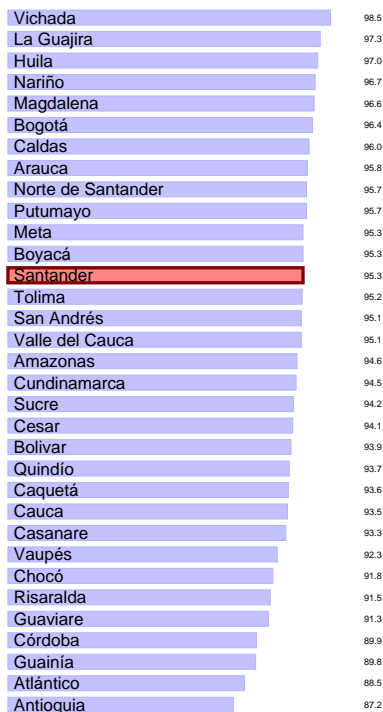 Vichada 98.5
La Guajira 97.3
Huila 97.0
Nariño 96.7
Magdalena 96.6
Bogotá 96.4
Caldas 96.0
Arauca 95.8
Norte de Santander 95.7
Putumayo 95.7
Meta 95.3
Boyacá 95.3
Santander 95.3
Tolima 95.2
San Andrés 95.1
Valle del Cauca 95.1
Amazonas 94.6
Cundinamarca 94.5
Sucre 94.2
Cesar 94.1
Bolivar 93.9
Quindío 93.7
Caquetá 93.6
Cauca 93.5
Casanare 93.3
Vaupés 92.3
Chocó 91.8
Risaralda 91.5
Guaviare 91.3
Córdoba 89.9
Guainía 89.8
Atlántico 88.5
Antioquia 87.2